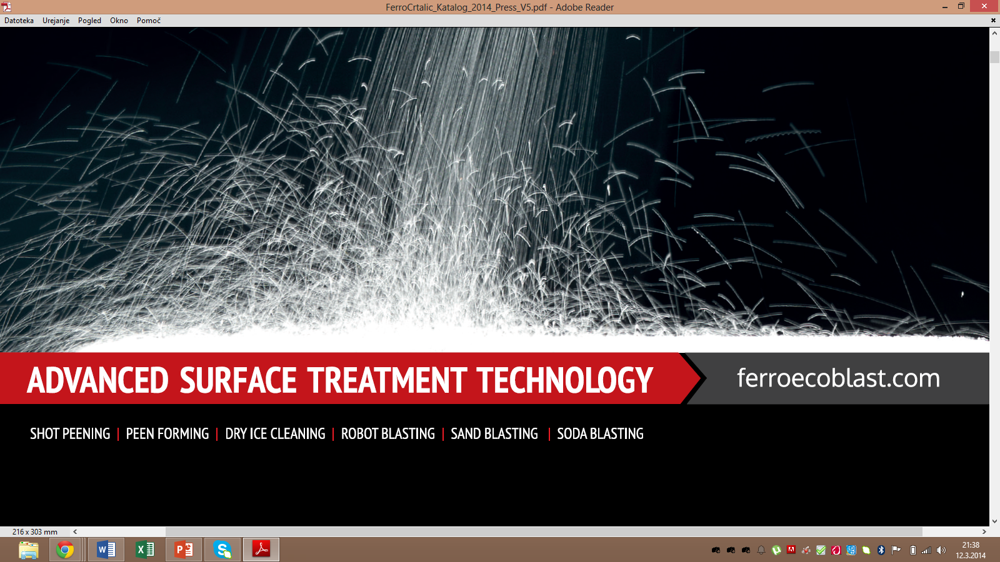 FerroCrtalic_Katalog_2014_Press_V5.pdf - Adobe Reader
Datoteka Urejanje Pogled Okno Pomoč
ADVANCED SURFACE TREATMENT TECHNOLOGY
ferroecoblast.com
SHOT PEENING | PEEN FORMING | DRY ICE CLEANING | ROBOT BLASTING | SAND BLASTING | SODA BLASTING
216 x 303 mm
21:38
12.3.2014